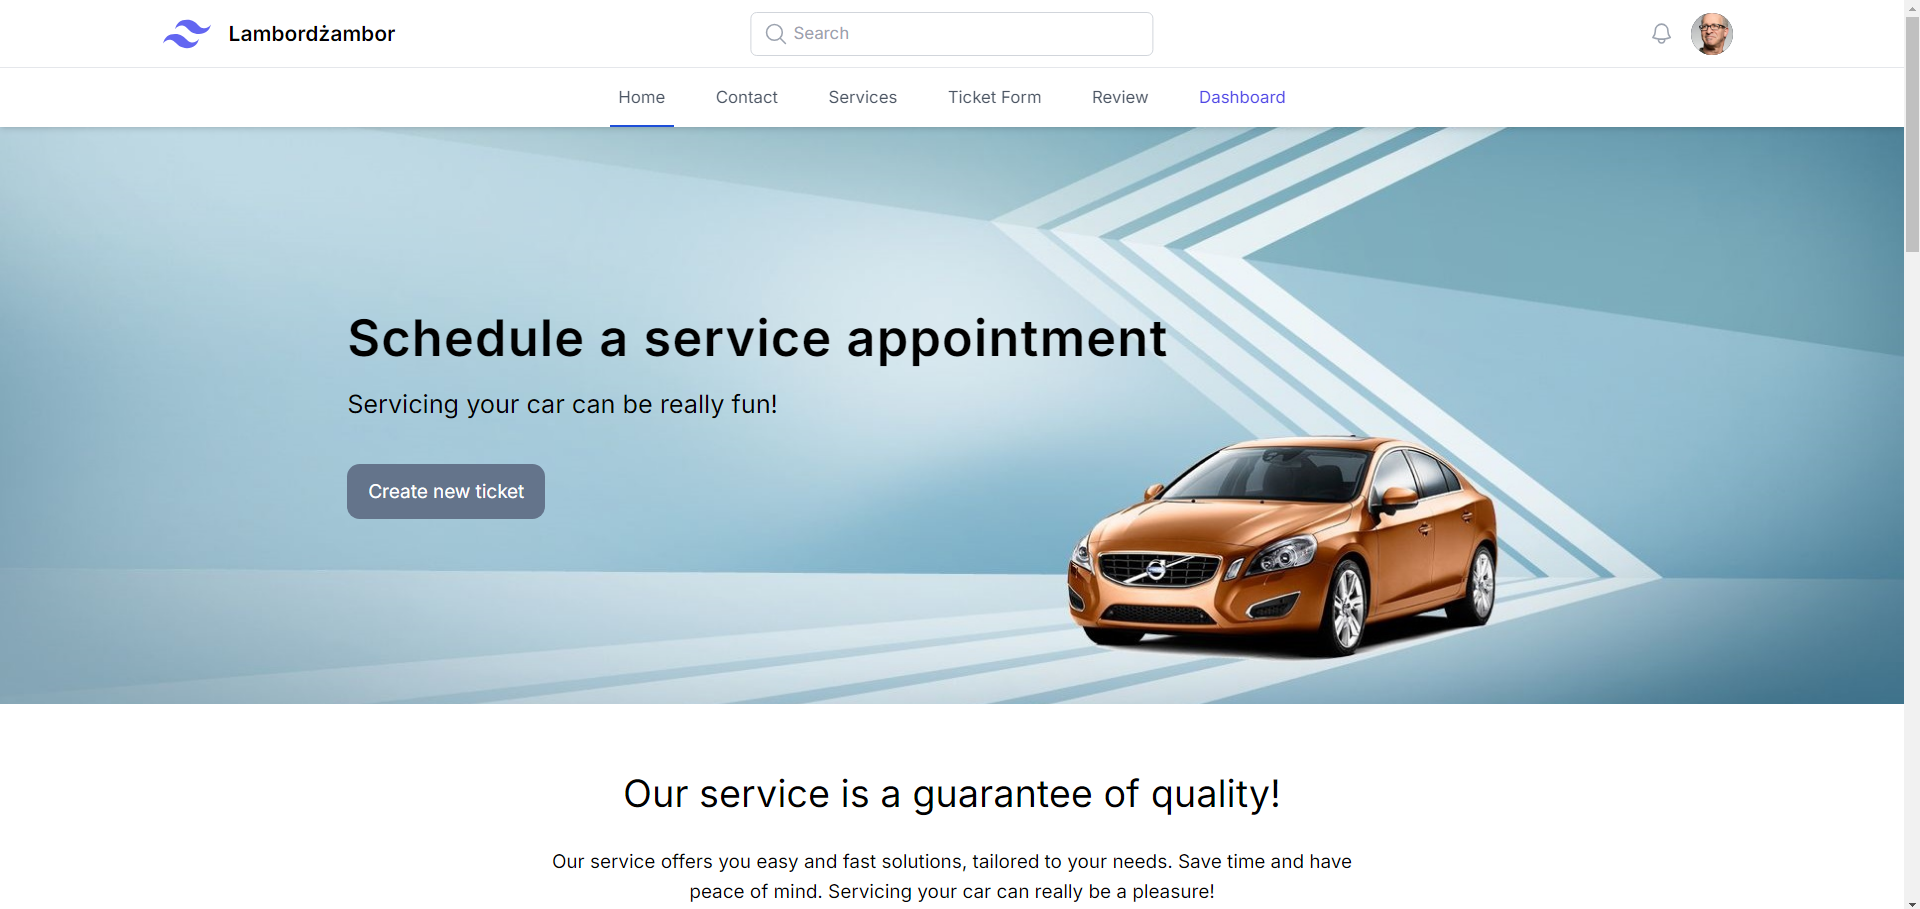 Lambordżambor
Search
Home
Contact
Services
Ticket Form
Review
Dashboard
Schedule a service appointment
Servicing your car can be really fun!
Create new ticket
Our service is a guarantee of quality!
Our service offers you easy and fast solutions, tailored to your needs. Save time and have
peace of mind. Servicing your car can really be a pleasure!